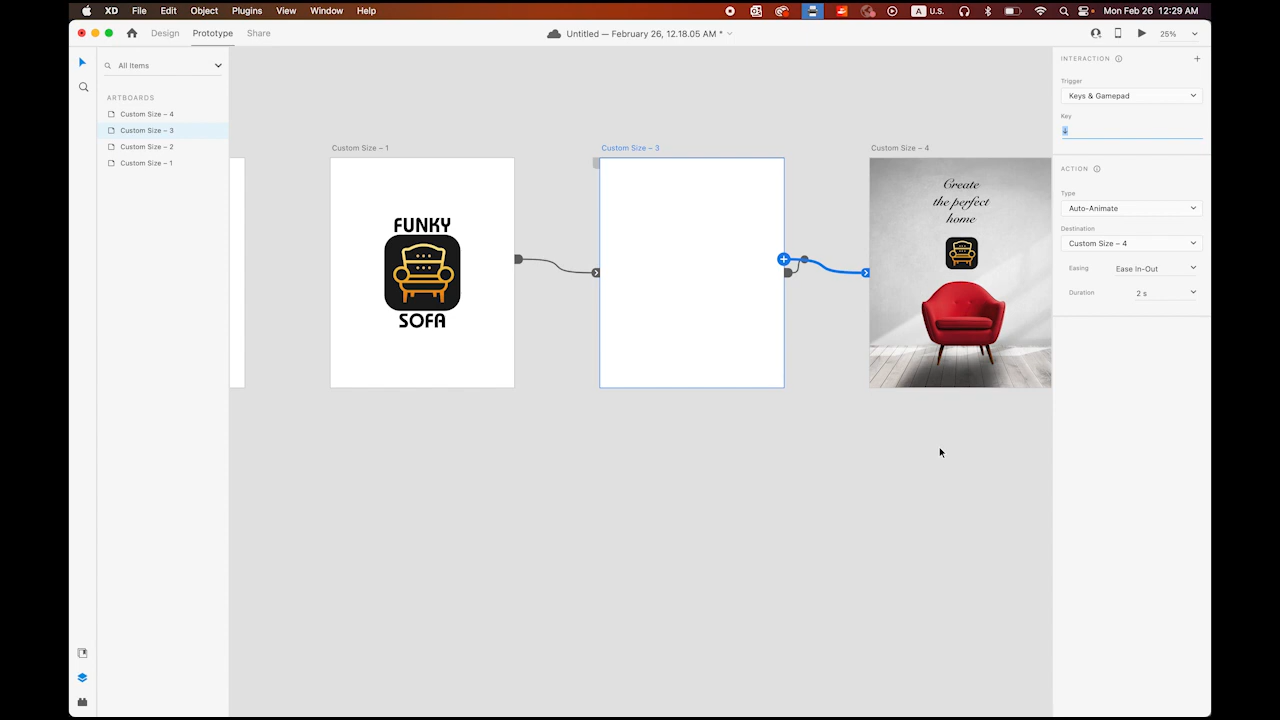 XD File Edit Object Plugins View Window Help
A U.S. Mon Feb 26 12:29 AM
Design Prototype Share
Untitled — February 26, 12.18.05 AM *
25%
All Items
ARTBOARDS
Custom Size – 4
Custom Size – 3
Custom Size – 2
Custom Size – 1
Custom Size – 1
FUNKY
SOFA
Custom Size – 3
Custom Size – 4
Create
the perfect
home
INTERACTION
Trigger
Keys & Gamepad
Key
ACTION
Type
Auto-Animate
Destination
Custom Size – 4
Easing Ease In-Out
Duration 2 s